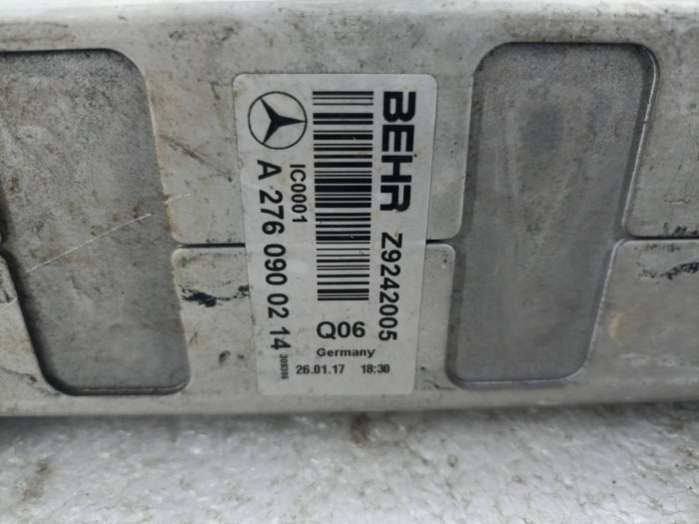 BEHR Z9242005
IC0001
A 276 090 02 14
Q06
Germany
26.01.17 18:30